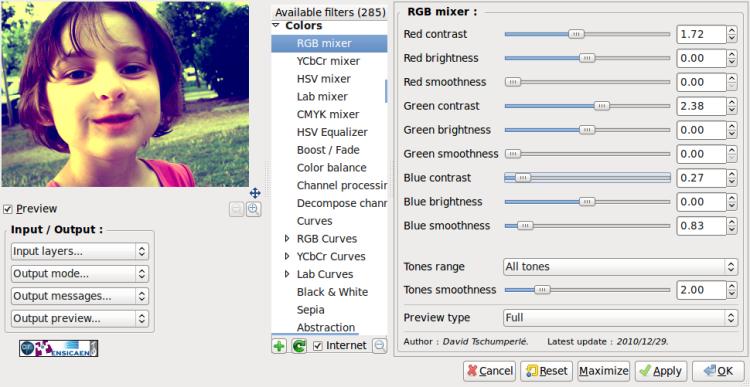 Preview
Input / Output :
Input layers...
Output mode...
Output messages...
Output preview...
ENSICAEN
Available filters (285)
Colors
RGB mixer
YCbCr mixer
HSV mixer
Lab mixer
CMYK mixer
HSV Equalizer
Boost / Fade
Color balance
Channel processin
Decompose chann
Curves
RGB Curves
YCbCr Curves
Lab Curves
Black & White
Sepia
Abstraction
Internet
RGB mixer :
Red contrast 1.72
Red brightness 0.00
Red smoothness 0.00
Green contrast 2.38
Green brightness 0.00
Green smoothness 0.00
Blue contrast 0.27
Blue brightness 0.00
Blue smoothness 0.83
Tones range All tones
Tones smoothness 2.00
Preview type Full
Author : David Tschumperlé. Latest update : 2010/12/29.
Cancel Reset Maximize Apply OK